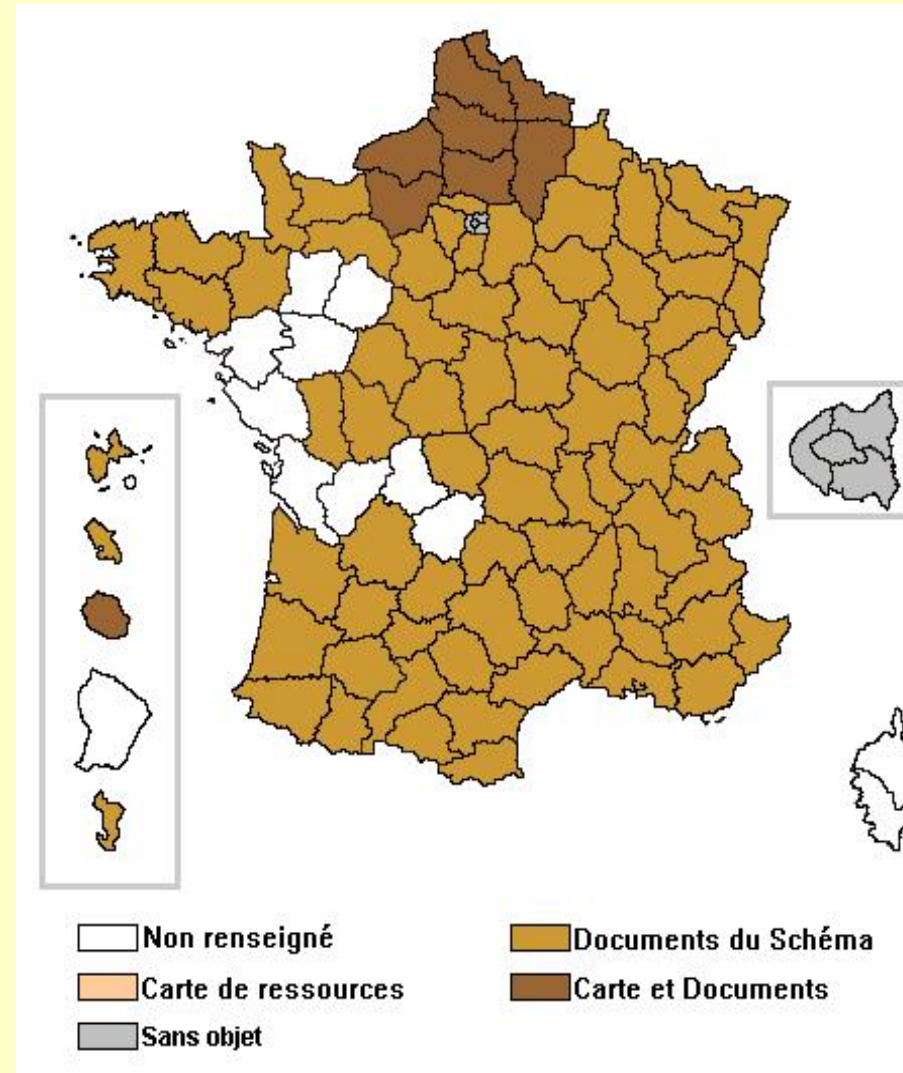 Non renseigné
Documents du Schéma
Carte de ressources
Carte et Documents
Sans objet